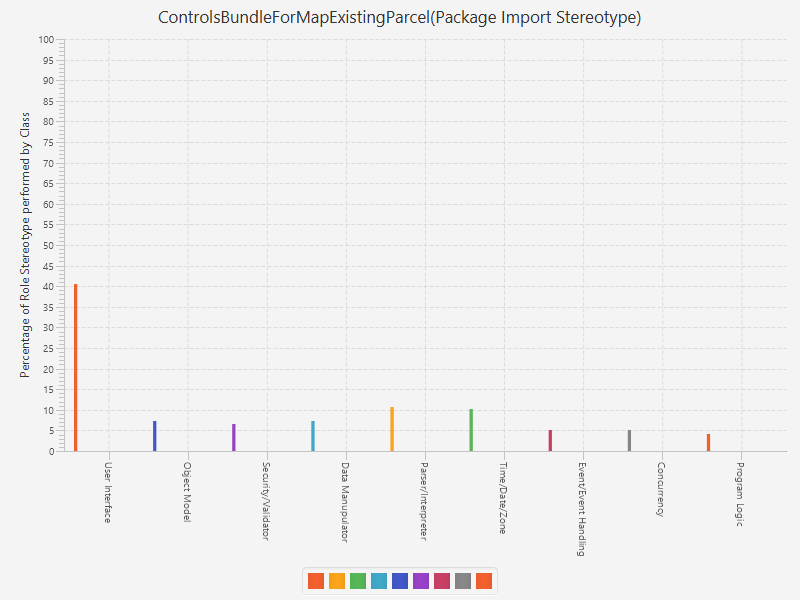 ControlsBundleForMapExistingParcel(Package Import Stereotype)
Percentage of Role Stereotype performed by Class
100
95
90
85
80
75
70
65
60
55
50
45
40
35
30
25
20
15
10
5
0
User Interface
Object Model
Security/Validator
Data Manupulator
Parser/Interpreter
Time/Date/Zone
Event/Event Handling
Concurrency
Program Logic